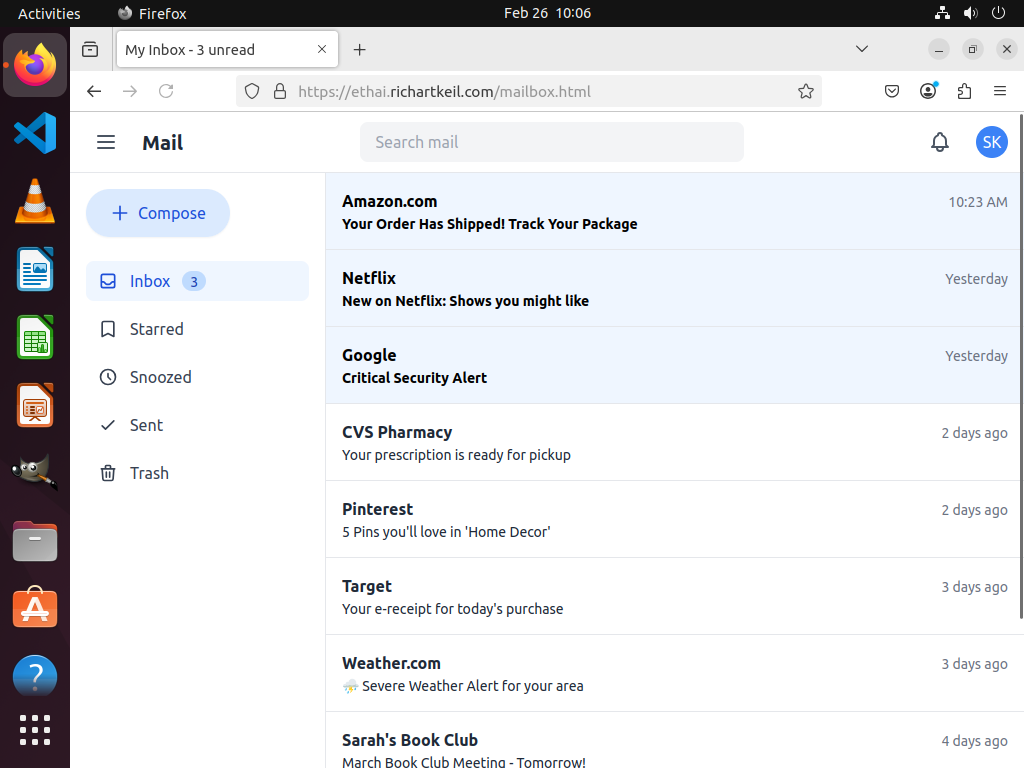 Activities
Firefox
Feb 26 10:06
My Inbox - 3 unread
https://ethai.richartkeil.com/mailbox.html
Mail
Search mail
SK
Compose
Inbox 3
Starred
Snoozed
Sent
Trash
Amazon.com
10:23 AM
Your Order Has Shipped! Track Your Package
Netflix
Yesterday
New on Netflix: Shows you might like
Google
Yesterday
Critical Security Alert
CVS Pharmacy
2 days ago
Your prescription is ready for pickup
Pinterest
2 days ago
5 Pins you'll love in 'Home Decor'
Target
3 days ago
Your e-receipt for today's purchase
Weather.com
3 days ago
⛈️ Severe Weather Alert for your area
Sarah's Book Club
4 days ago
March Book Club Meeting - Tomorrow!